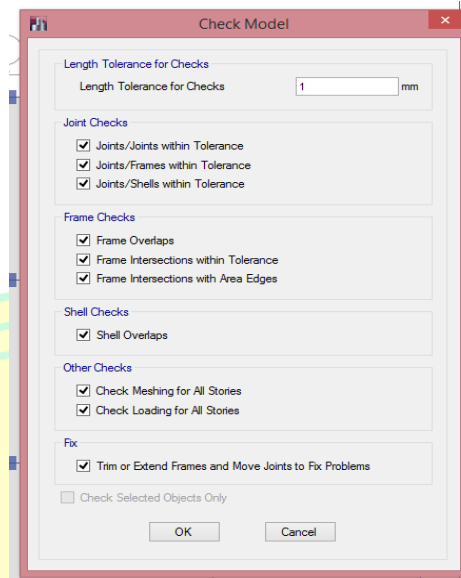 Check Model
Length Tolerance for Checks
Length Tolerance for Checks 1 mm
Joint Checks
Joints/Joints within Tolerance
Joints/Frames within Tolerance
Joints/Shells within Tolerance
Frame Checks
Frame Overlaps
Frame Intersections within Tolerance
Frame Intersections with Area Edges
Shell Checks
Shell Overlaps
Other Checks
Check Meshing for All Stories
Check Loading for All Stories
Fix
Trim or Extend Frames and Move Joints to Fix Problems
Check Selected Objects Only
OK Cancel